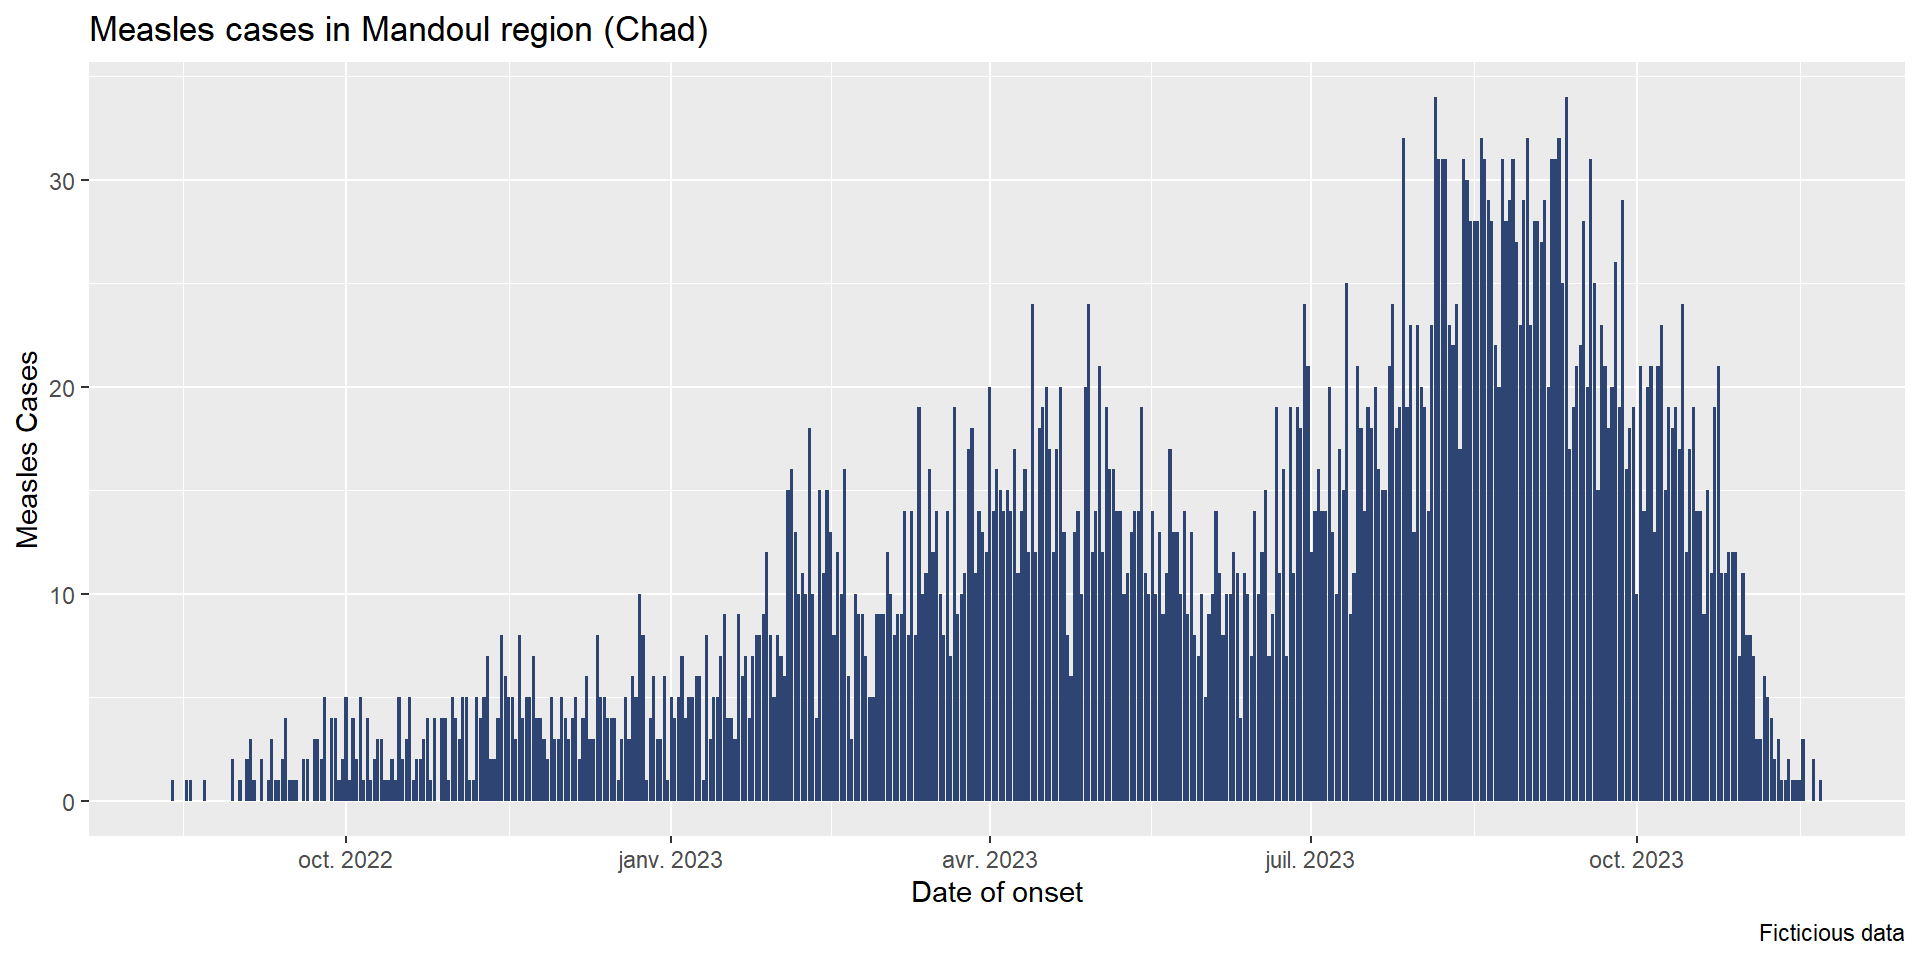 Measles cases in Mandoul region (Chad)
Measles Cases
30
20
10
0
oct. 2022
janv. 2023
avr. 2023
juil. 2023
oct. 2023
Date of onset
Ficticious data